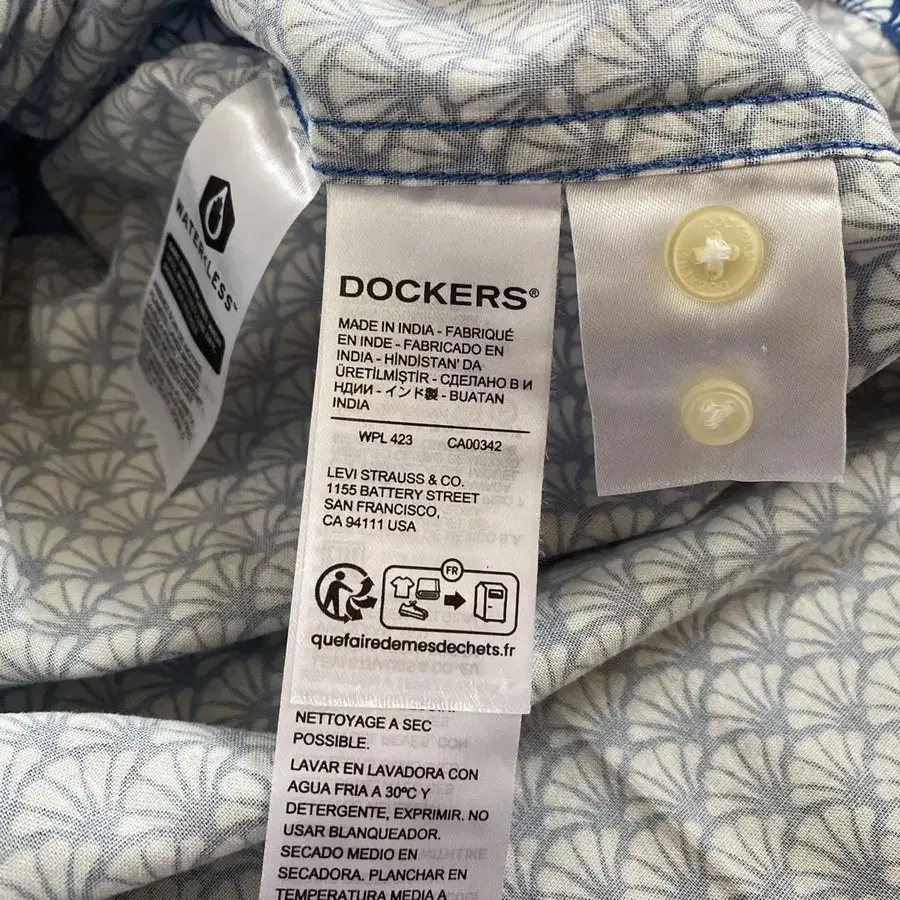 WATER<LESS™
DOCKERS®
MADE IN INDIA - FABRIQUÉ
EN INDE - FABRICADO EN
INDIA - HİNDİSTAN' DA
ÜRETİLMİŞTİR - СДЕЛАНО В И
НДИИ - インド製 - BUATAN
INDIA
WPL 423 CA00342
LEVI STRAUSS & CO.
1155 BATTERY STREET
SAN FRANCISCO,
CA 94111 USA
FR
quefairedemesdechets.fr
NETTOYAGE A SEC
POSSIBLE.
LAVAR EN LAVADORA CON
AGUA FRIA A 30ºC Y
DETERGENTE, EXPRIMIR. NO
USAR BLANQUEADOR.
SECADO MEDIO EN
SECADORA. PLANCHAR EN
TEMPERATURA MEDIA A